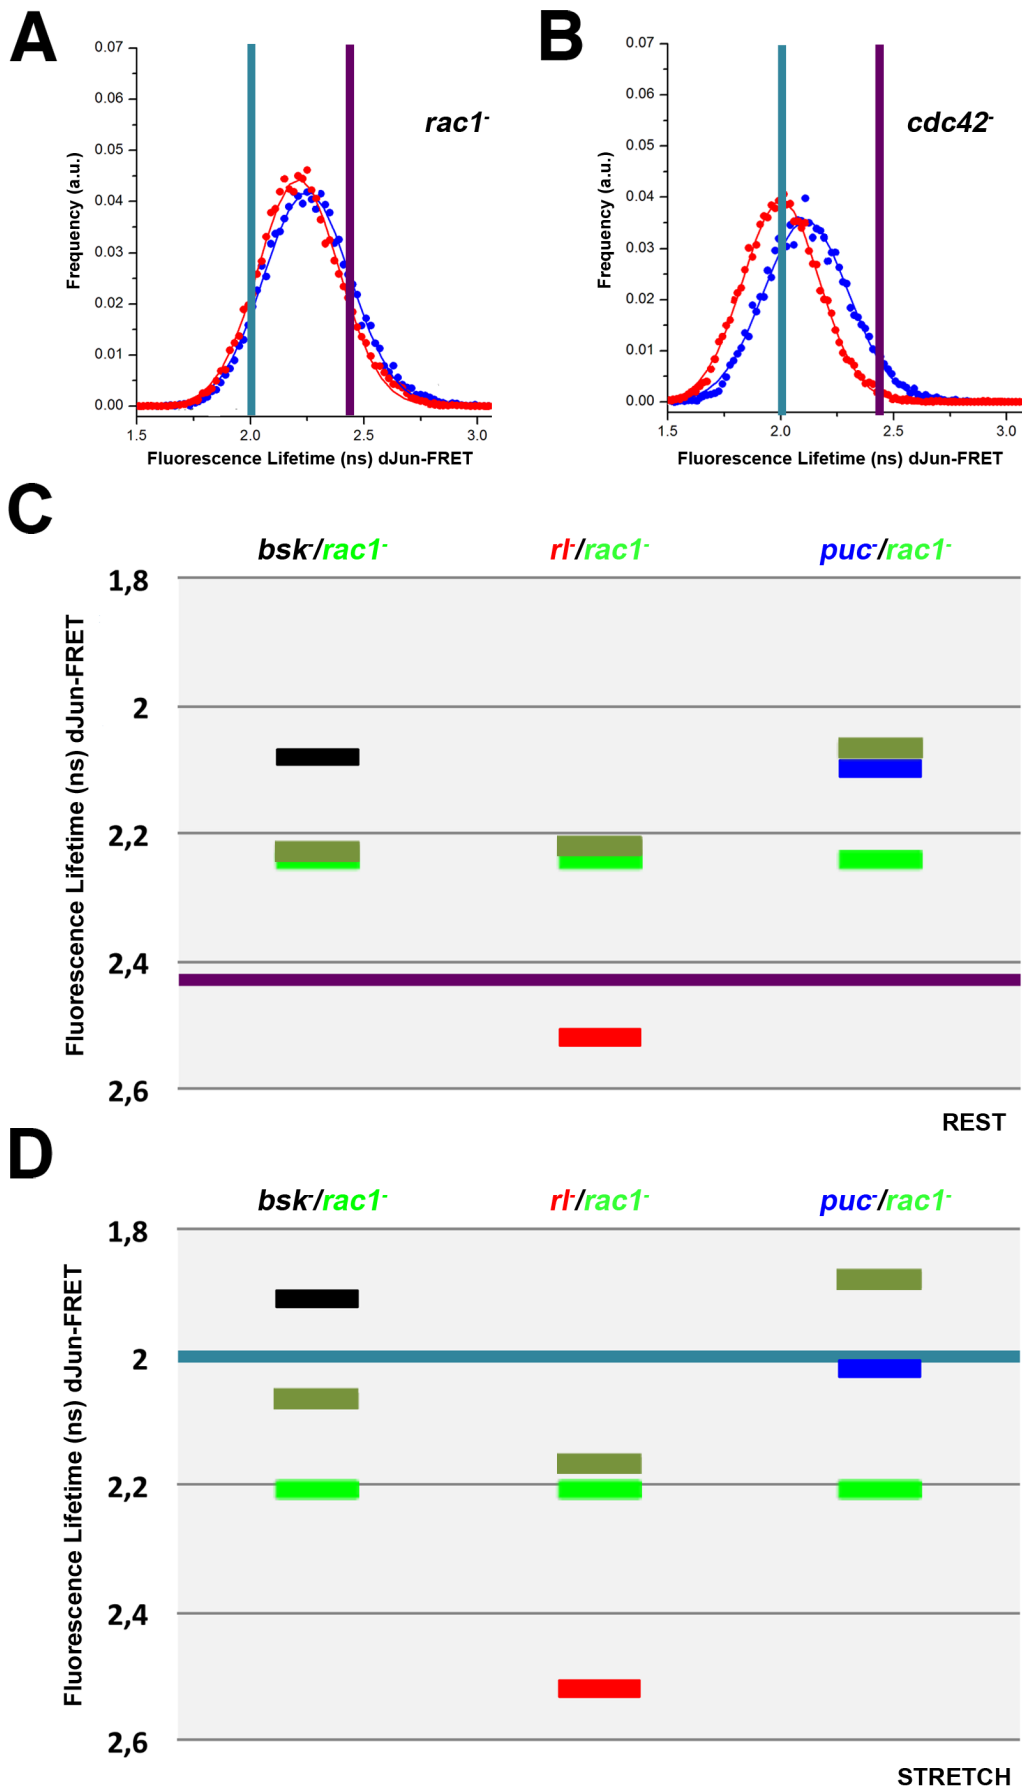 A
0.07
0.06
0.05
0.04
0.03
0.02
0.01
0.00
Frequency (a.u.)
rac1-
1.5 2.0 2.5 3.0
Fluorescence Lifetime (ns) dJun-FRET
B
0.07
0.06
0.05
0.04
0.03
0.02
0.01
0.00
Frequency (a.u.)
cdc42-
1.5 2.0 2.5 3.0
Fluorescence Lifetime (ns) dJun-FRET
C
bsk-/rac1- rl-/rac1- puc-/rac1-
1,8
2
2,2
2,4
2,6
Fluorescence Lifetime (ns) dJun-FRET
REST
D
bsk-/rac1- rl-/rac1- puc-/rac1-
1,8
2
2,2
2,4
2,6
Fluorescence Lifetime (ns) dJun-FRET
STRETCH